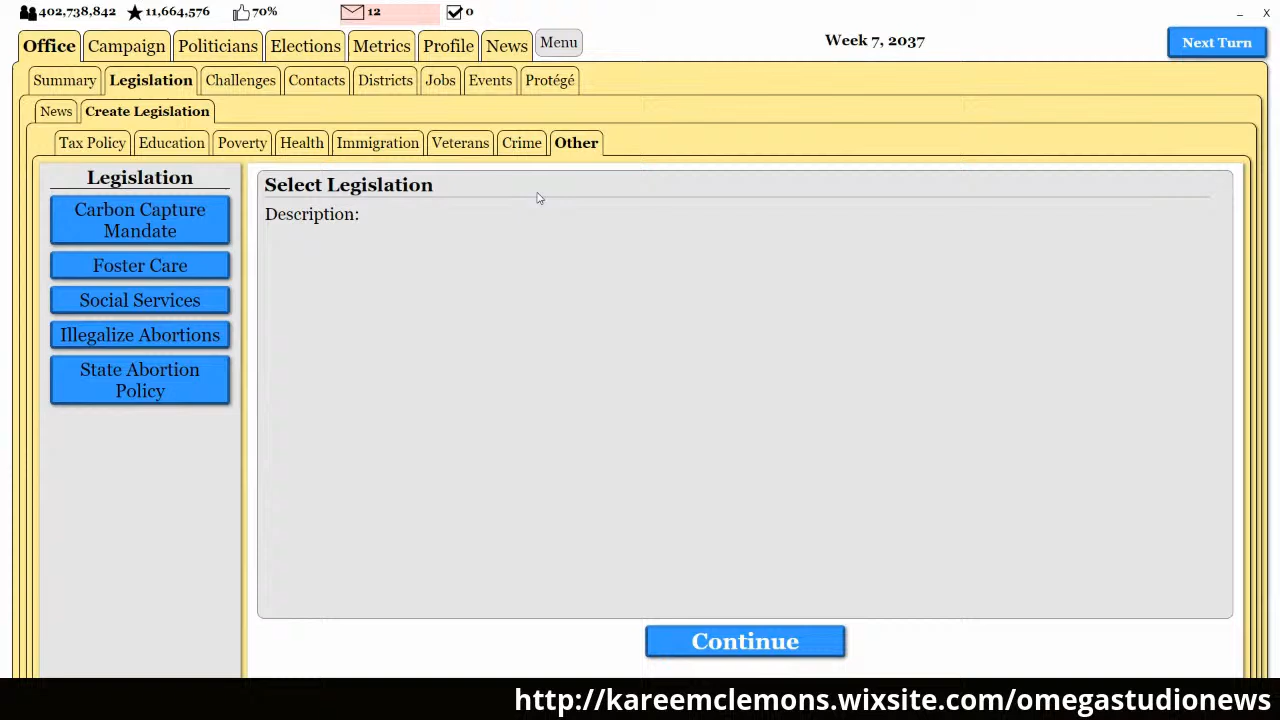 402,738,842 11,664,576 70% 12 0
_ X
Office Campaign Politicians Elections Metrics Profile News Menu
Week 7, 2037
Next Turn
Summary Legislation Challenges Contacts Districts Jobs Events Protégé
News Create Legislation
Tax Policy Education Poverty Health Immigration Veterans Crime Other
Legislation
Carbon Capture
Mandate
Foster Care
Social Services
Illegalize Abortions
State Abortion
Policy
Select Legislation
Description:
Continue
http://kareemclemons.wixsite.com/omegastudionews